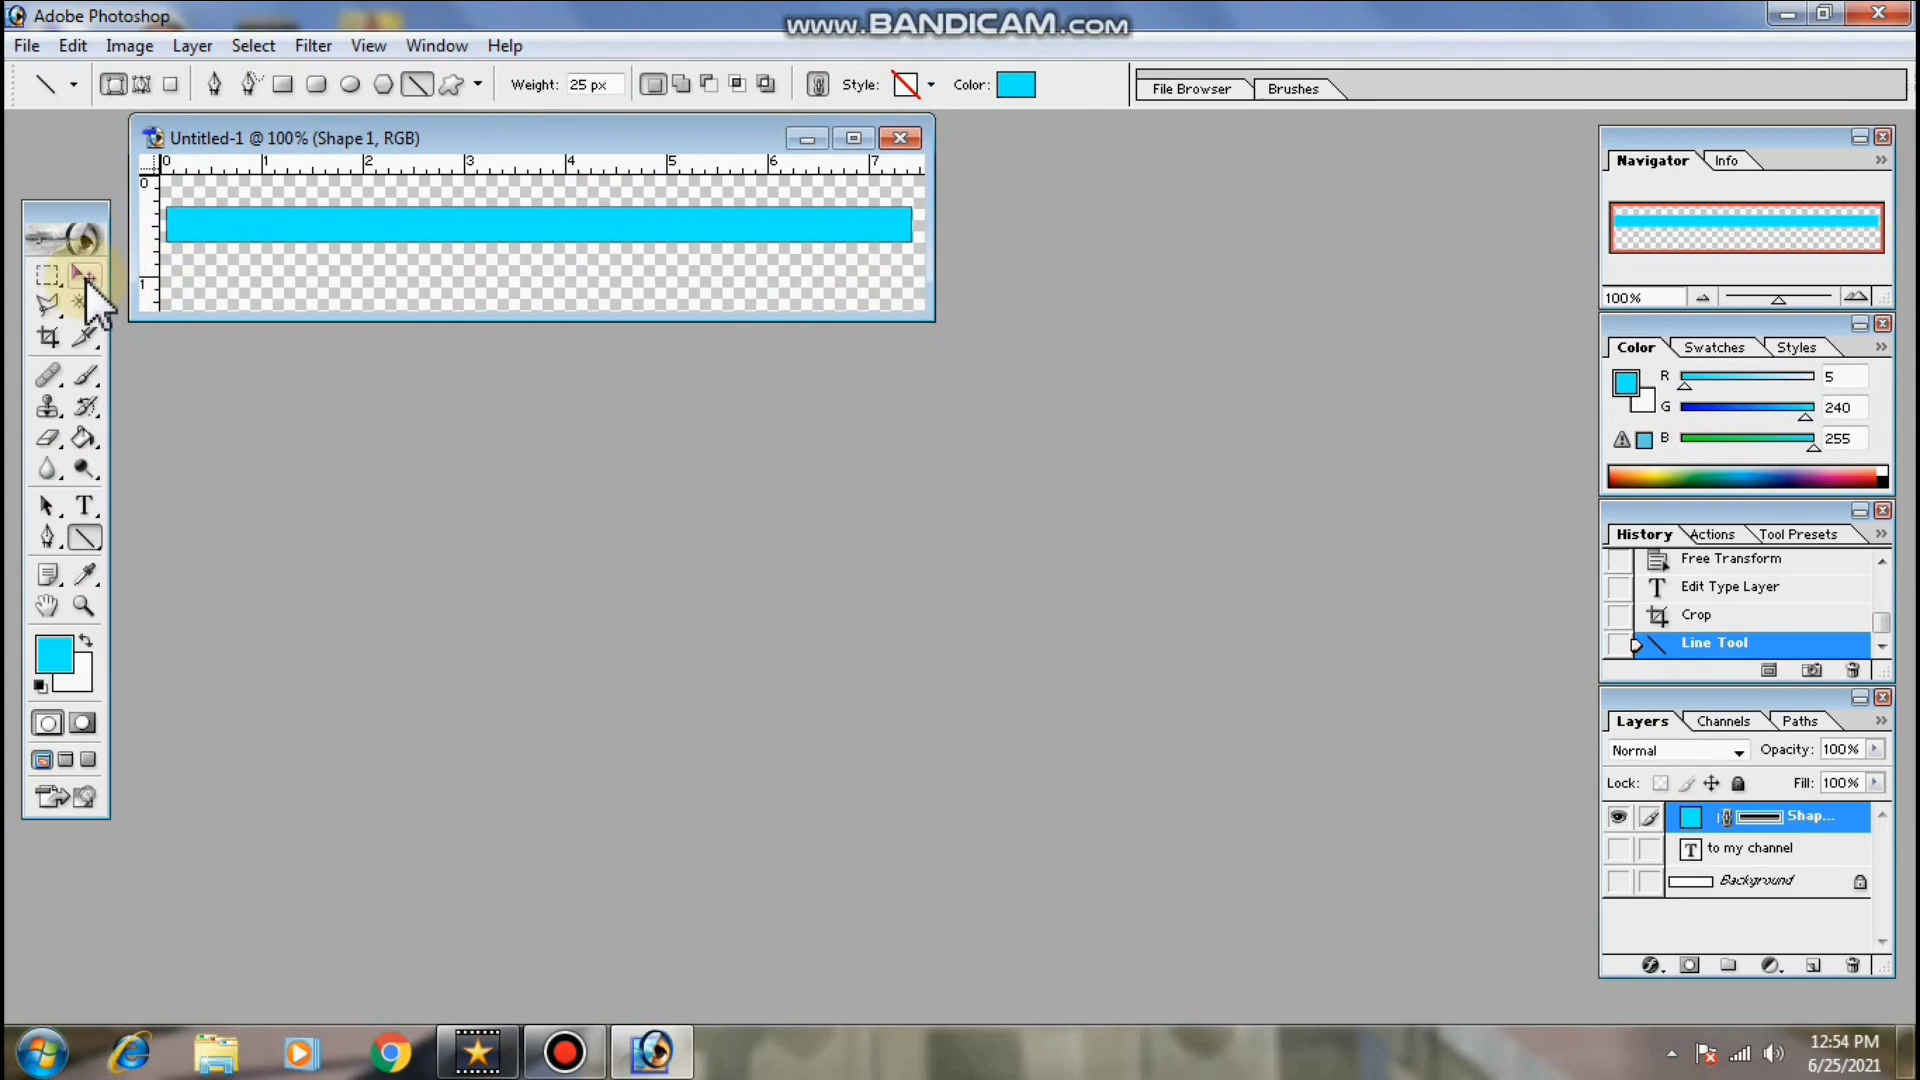 Adobe Photoshop
www.BANDICAM.com
File Edit Image Layer Select Filter View Window Help
Weight: 25 px Style: Color: File Browser Brushes
Untitled-1 @ 100% (Shape 1, RGB)
0 1 2 3 4 5 6 7
0
1
Navigator Info
100%
Color Swatches Styles
R 5
G 240
B 255
History Actions Tool Presets
Free Transform
T Edit Type Layer
Crop
Line Tool
Layers Channels Paths
Normal Opacity: 100%
Lock: Fill: 100%
Shap...
T to my channel
Background
T
12:54 PM
6/25/2021